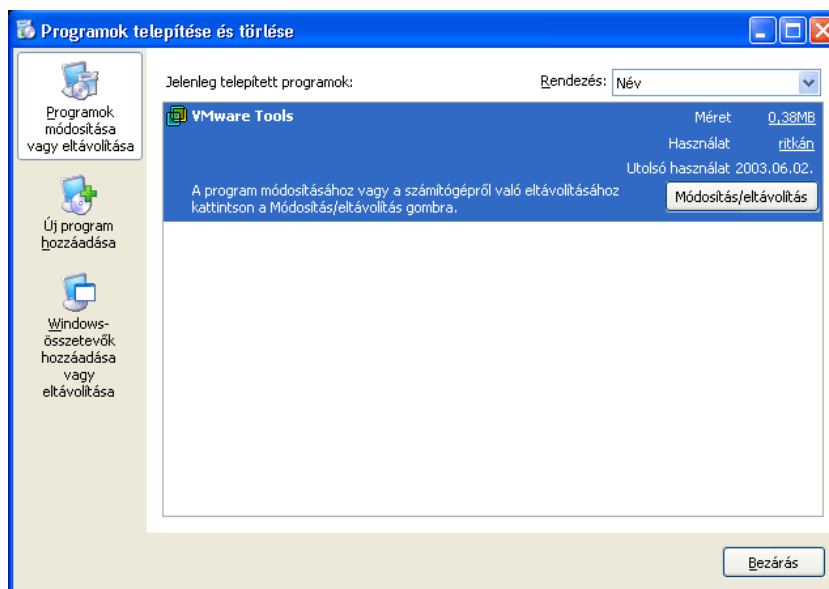 Programok telepítése és törlése
Programok
módosítása
vagy eltávolítása
Új program
hozzáadása
Windows-
összetevők
hozzáadása
vagy
eltávolítása
Jelenleg telepített programok:
Rendezés: Név
VMware Tools
Méret 0,38MB
Használat ritkán
Utolsó használat 2003.06.02.
A program módosításához vagy a számítógépről való eltávolításához
kattintson a Módosítás/eltávolítás gombra.
Módosítás/eltávolítás
Bezárás